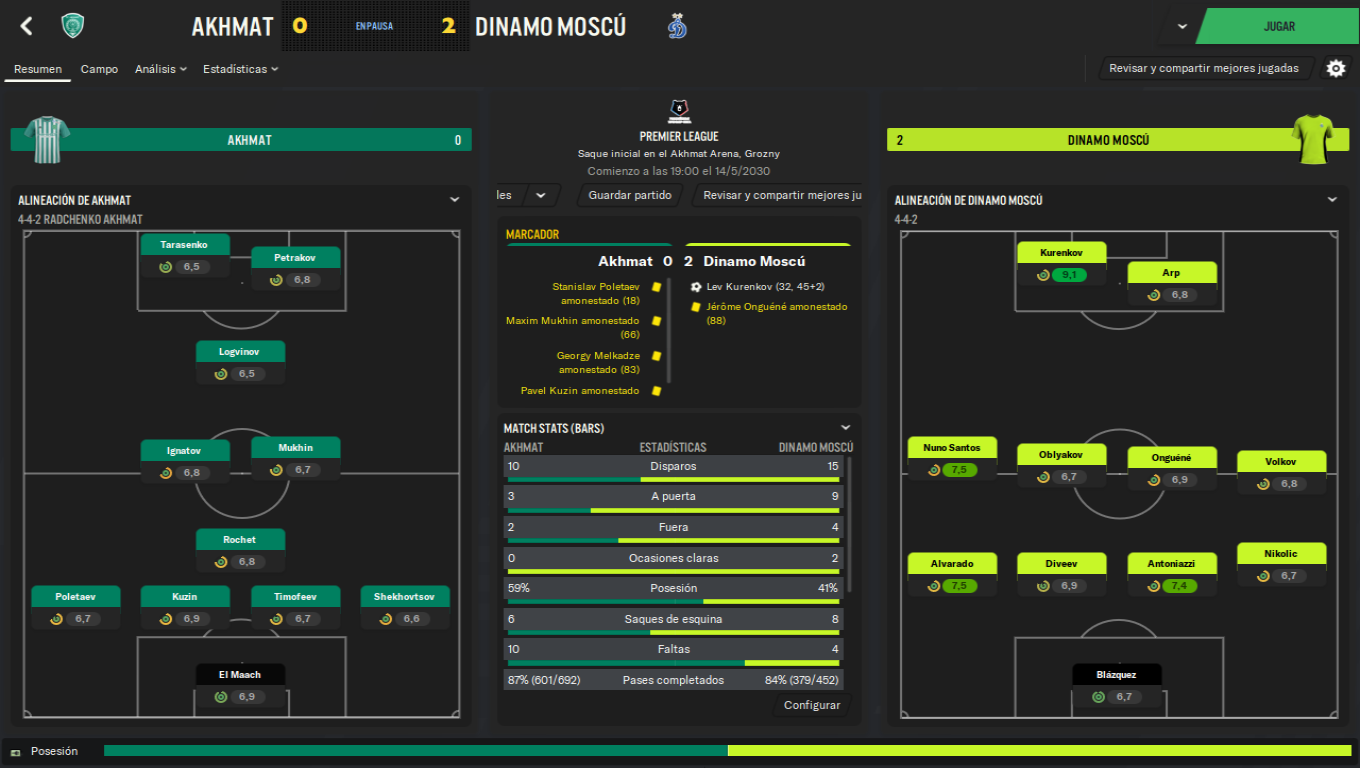 AKHMAT 0 EN PAUSA 2 DINAMO MOSCÚ
JUGAR
Resumen Campo Análisis Estadísticas
Revisar y compartir mejores jugadas
AKHMAT 0
ALINEACIÓN DE AKHMAT
4-4-2 RADCHENKO AKHMAT
Tarasenko
6,5
Petrakov
6,8
Logvinov
6,5
Ignatov
6,8
Mukhin
6,7
Rochet
6,8
Poletaev
6,7
Kuzin
6,9
Timofeev
6,7
Shekhovtsov
6,6
El Maach
6,9
PREMIER LEAGUE
Saque inicial en el Akhmat Arena, Grozny
Comienzo a las 19:00 el 14/5/2030
les
Guardar partido
Revisar y compartir mejores ju
MARCADOR
Akhmat 0 2 Dinamo Moscú
Stanislav Poletaev
amonestado (18)
Maxim Mukhin amonestado
(66)
Georgy Melkadze
amonestado (83)
Pavel Kuzin amonestado
Lev Kurenkov (32, 45+2)
Jérôme Onguéné amonestado
(88)
MATCH STATS (BARS)
AKHMAT ESTADÍSTICAS DINAMO MOSCÚ
10 Disparos 15
3 A puerta 9
2 Fuera 4
0 Ocasiones claras 2
59% Posesión 41%
6 Saques de esquina 8
10 Faltas 4
87% (601/692) Pases completados 84% (379/452)
Configurar
2 DINAMO MOSCÚ
ALINEACIÓN DE DINAMO MOSCÚ
4-4-2
Kurenkov
9,1
Arp
6,8
Nuno Santos
7,5
Oblyakov
6,7
Onguéné
6,9
Volkov
6,8
Alvarado
7,5
Diveev
6,9
Antoniazzi
7,4
Nikolic
6,7
Blázquez
6,7
Posesión